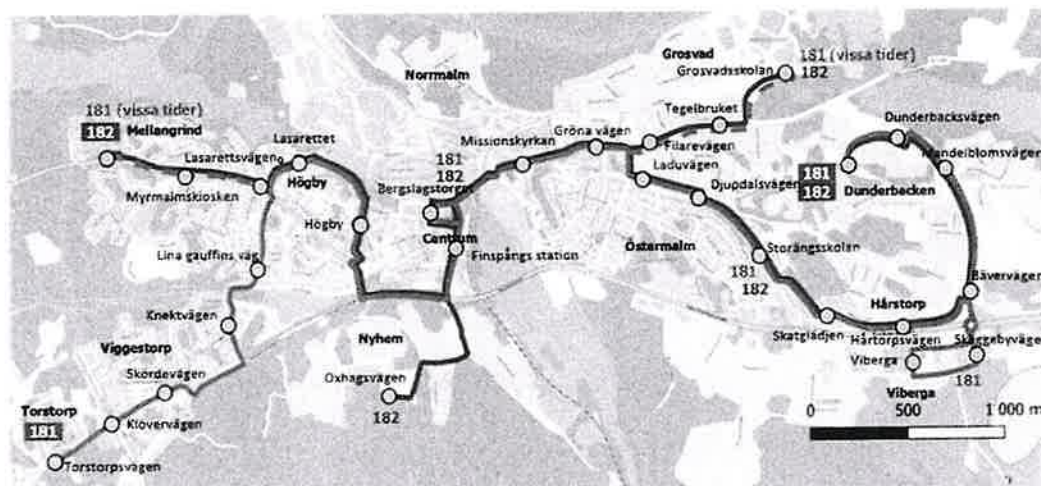 Grosvad
181 (vissa tider)
Grosvadsskolan
182
Norrmalm
181 (vissa tider)
182 Mellangrind
Lasarettet
Tegelbruket
Dunderbacksvägen
Lasarettsvägen
Missionskyrkan
Gröna vägen
Filarevägen
Mandelblomsvägen
Myrmalmskiosken
Högby
181
182
Laduvägen
181
182
Dunderbacken
Bergslagstorget
Djupdalsvägen
Högby
Centrum
Östermalm
Storängsskolan
Lina gauffins väg
Finspångs station
181
182
Bävervägen
Knektvägen
Hårstorp
Skatglädjen
Hårtorpsvägen
Skäggebyvägen
Viggestorp
Nyhem
Viberga
Skördevägen
Oxhagsvägen
181
182
Viberga
Torstorp
181
Klövervägen
0 500 1 000 m
Torstorpsvägen